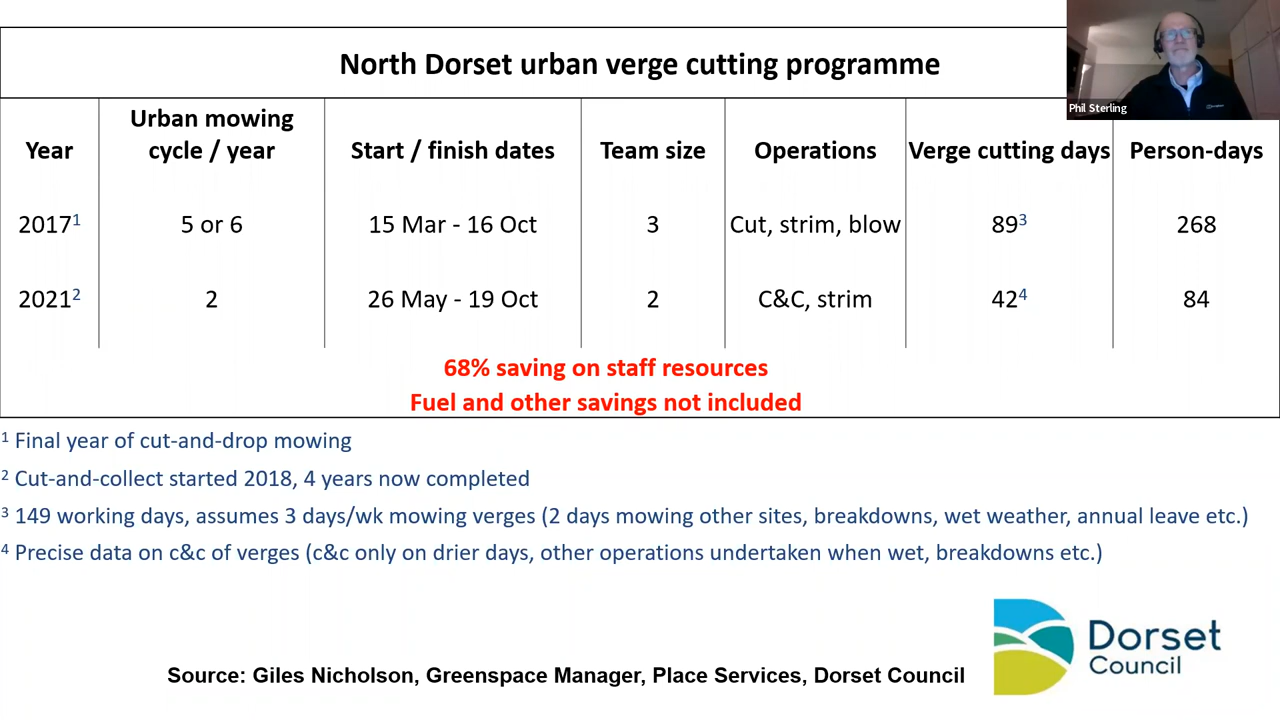 North Dorset urban verge cutting programme
Phil Sterling
Year
Urban mowing
cycle / year
Start / finish dates
Team size
Operations
Verge cutting days
Person-days
2017¹
5 or 6
15 Mar - 16 Oct
3
Cut, strim, blow
89³
268
2021²
2
26 May - 19 Oct
2
C&C, strim
42⁴
84
68% saving on staff resources
Fuel and other savings not included
¹ Final year of cut-and-drop mowing
² Cut-and-collect started 2018, 4 years now completed
³ 149 working days, assumes 3 days/wk mowing verges (2 days mowing other sites, breakdowns, wet weather, annual leave etc.)
⁴ Precise data on c&c of verges (c&c only on drier days, other operations undertaken when wet, breakdowns etc.)
Dorset
Council
Source: Giles Nicholson, Greenspace Manager, Place Services, Dorset Council